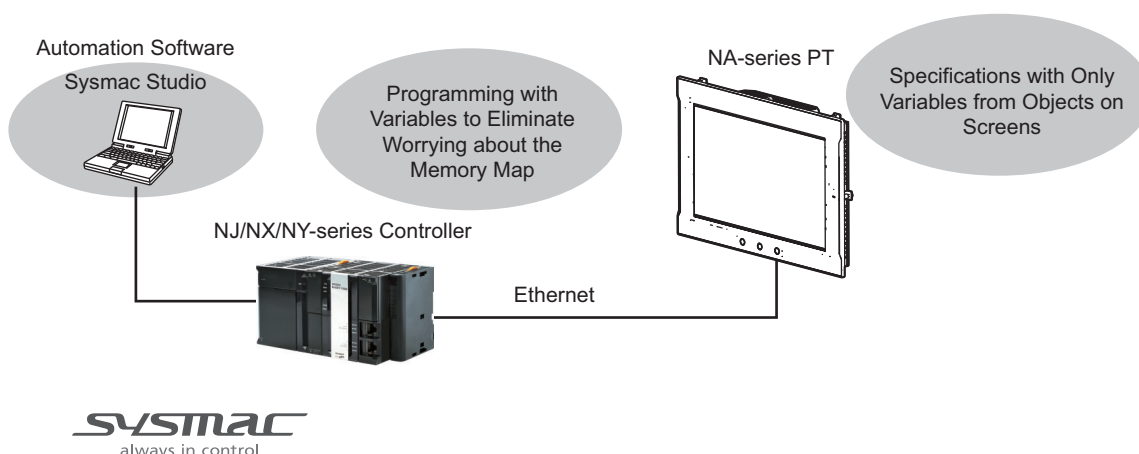 Automation Software
Sysmac Studio
Programming with
Variables to Eliminate
Worrying about the
Memory Map
NA-series PT
Specifications with Only
Variables from Objects on
Screens
NJ/NX/NY-series Controller
Ethernet
sysmac
always in control